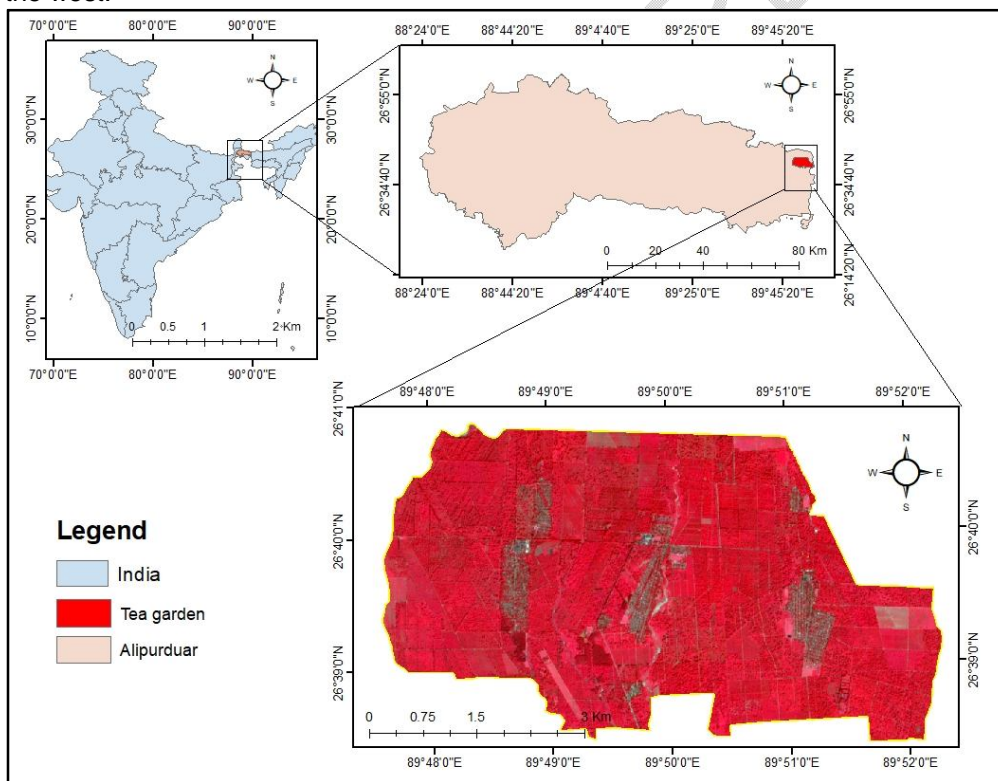 the west.
70°0'0"E 80°0'0"E 90°0'0"E
30°0'0"N
20°0'0"N
10°0'0"N
N
W E
S
30°0'0"N
20°0'0"N
10°0'0"N
0 0.5 1 2 Km
70°0'0"E 80°0'0"E 90°0'0"E
88°24'0"E 88°44'20"E 89°4'40"E 89°25'0"E 89°45'20"E
26°55'0"N
26°34'40"N
N
W E
S
26°55'0"N
26°34'40"N
26°14'20"N
0 20 40 80 Km
88°24'0"E 88°44'20"E 89°4'40"E 89°25'0"E 89°45'20"E
89°48'0"E 89°49'0"E 89°50'0"E 89°51'0"E 89°52'0"E
26°41'0"N
26°40'0"N
26°39'0"N
N
W E
S
26°40'0"N
26°39'0"N
0 0.75 1.5 3 Km
89°48'0"E 89°49'0"E 89°50'0"E 89°51'0"E 89°52'0"E
Legend
India
Tea garden
Alipurduar